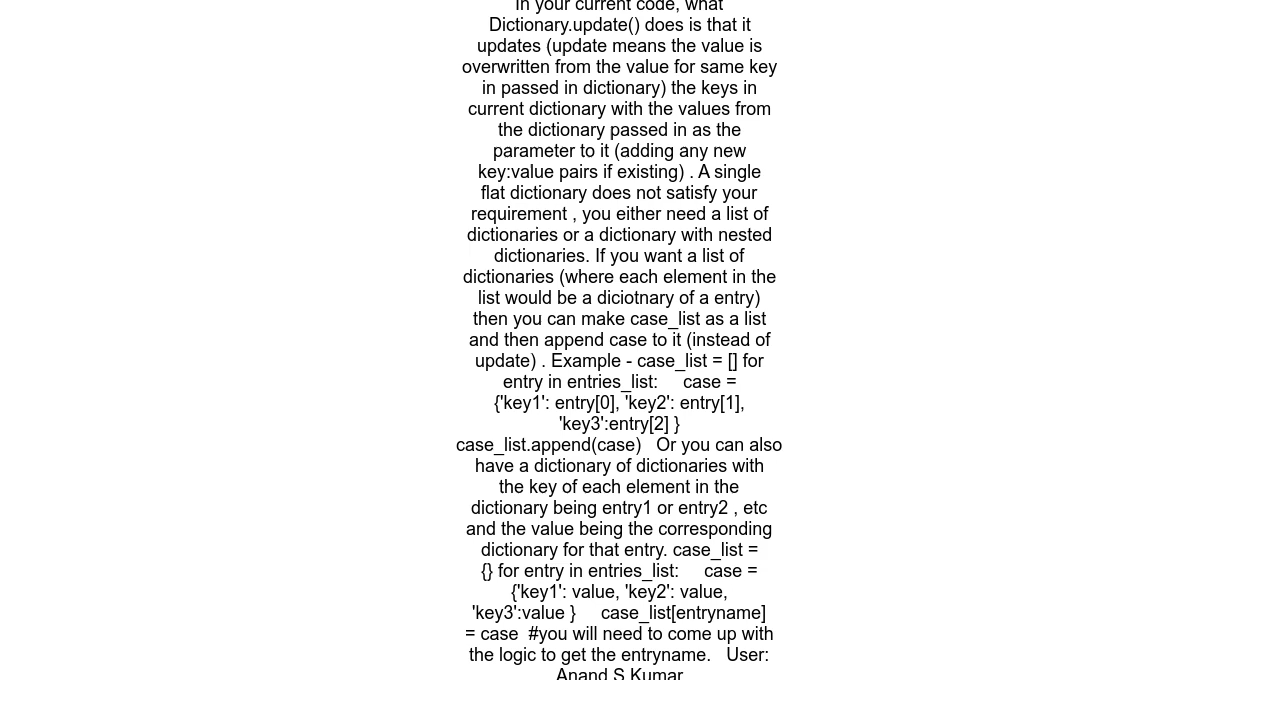 In your current code, what
Dictionary.update() does is that it
updates (update means the value is
overwritten from the value for same key
in passed in dictionary) the keys in
current dictionary with the values from
the dictionary passed in as the
parameter to it (adding any new
key:value pairs if existing) . A single
flat dictionary does not satisfy your
requirement , you either need a list of
dictionaries or a dictionary with nested
dictionaries. If you want a list of
dictionaries (where each element in the
list would be a diciotnary of a entry)
then you can make case_list as a list
and then append case to it (instead of
update) . Example - case_list = [] for
entry in entries_list:     case =
{'key1': entry[0], 'key2': entry[1],
'key3':entry[2] }
case_list.append(case)   Or you can also
have a dictionary of dictionaries with
the key of each element in the
dictionary being entry1 or entry2 , etc
and the value being the corresponding
dictionary for that entry. case_list =
{} for entry in entries_list:     case =
{'key1': value, 'key2': value,
'key3':value }     case_list[entryname]
= case  #you will need to come up with
the logic to get the entryname.   User:
Anand S Kumar